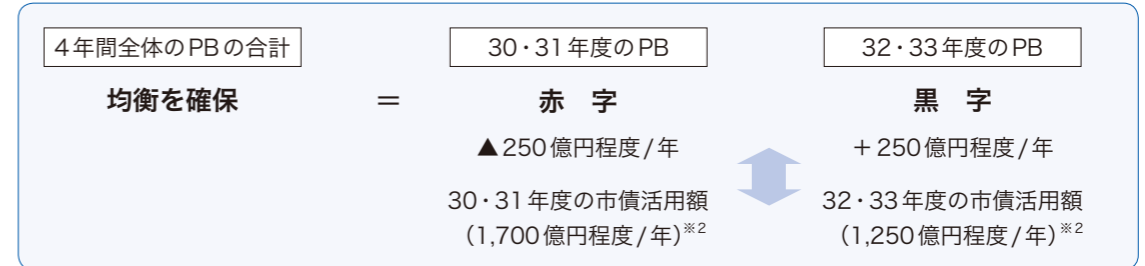 4年間全体のPBの合計
30・31年度のPB
32・33年度のPB
均衡を確保
＝
赤　字
黒　字
▲250億円程度/年
＋250億円程度/年
30・31年度の市債活用額
32・33年度の市債活用額
（1,700億円程度/年）※2
（1,250億円程度/年）※2